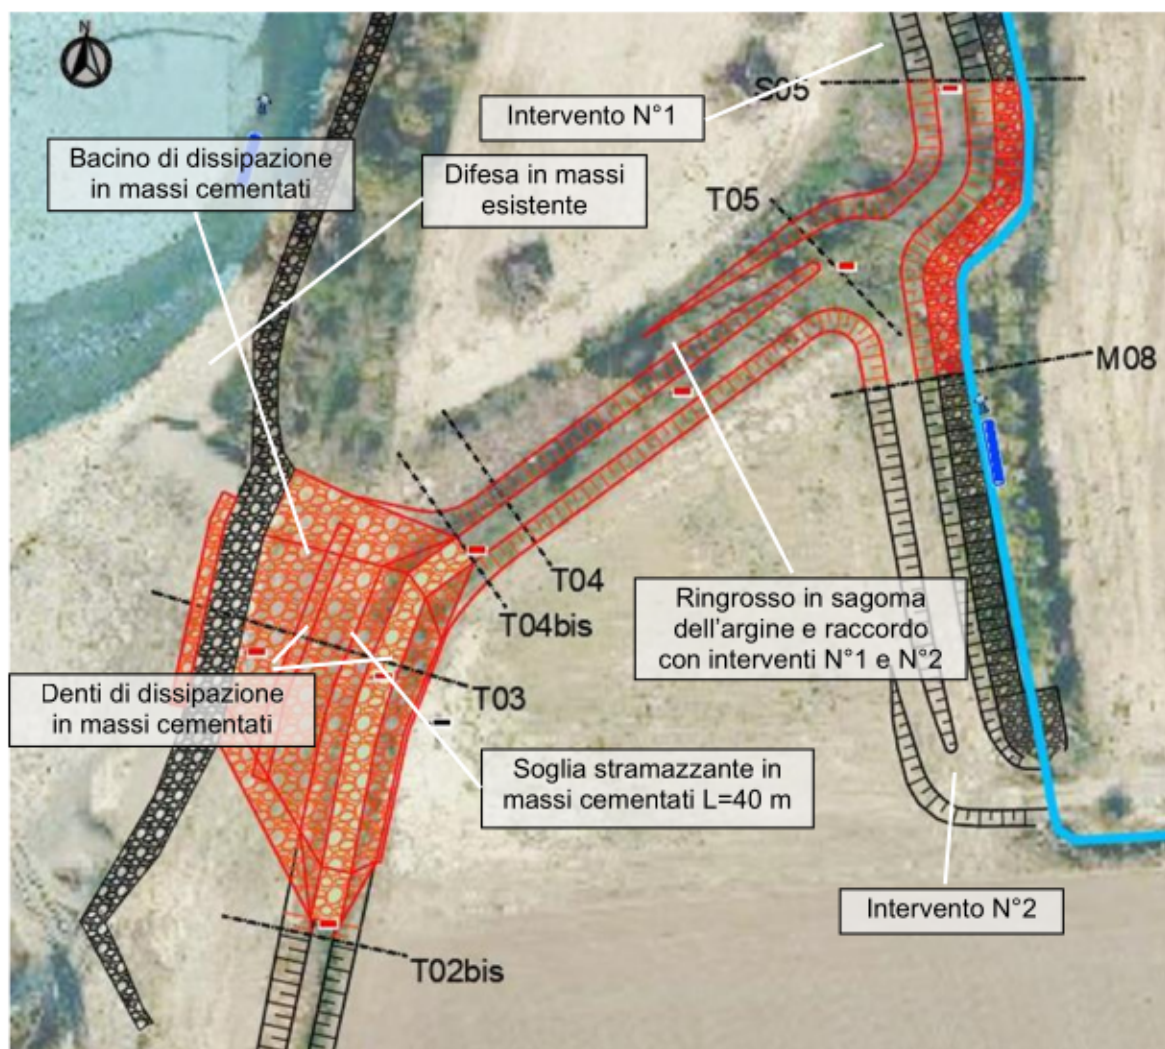 N
S05
Intervento N°1
Bacino di dissipazione
in massi cementati
Difesa in massi
esistente
T05
M08
T04
T04bis
Ringrosso in sagoma
dell'argine e raccordo
con interventi N°1 e N°2
T03
Denti di dissipazione
in massi cementati
Soglia stramazzante in
massi cementati L=40 m
Intervento N°2
T02bis